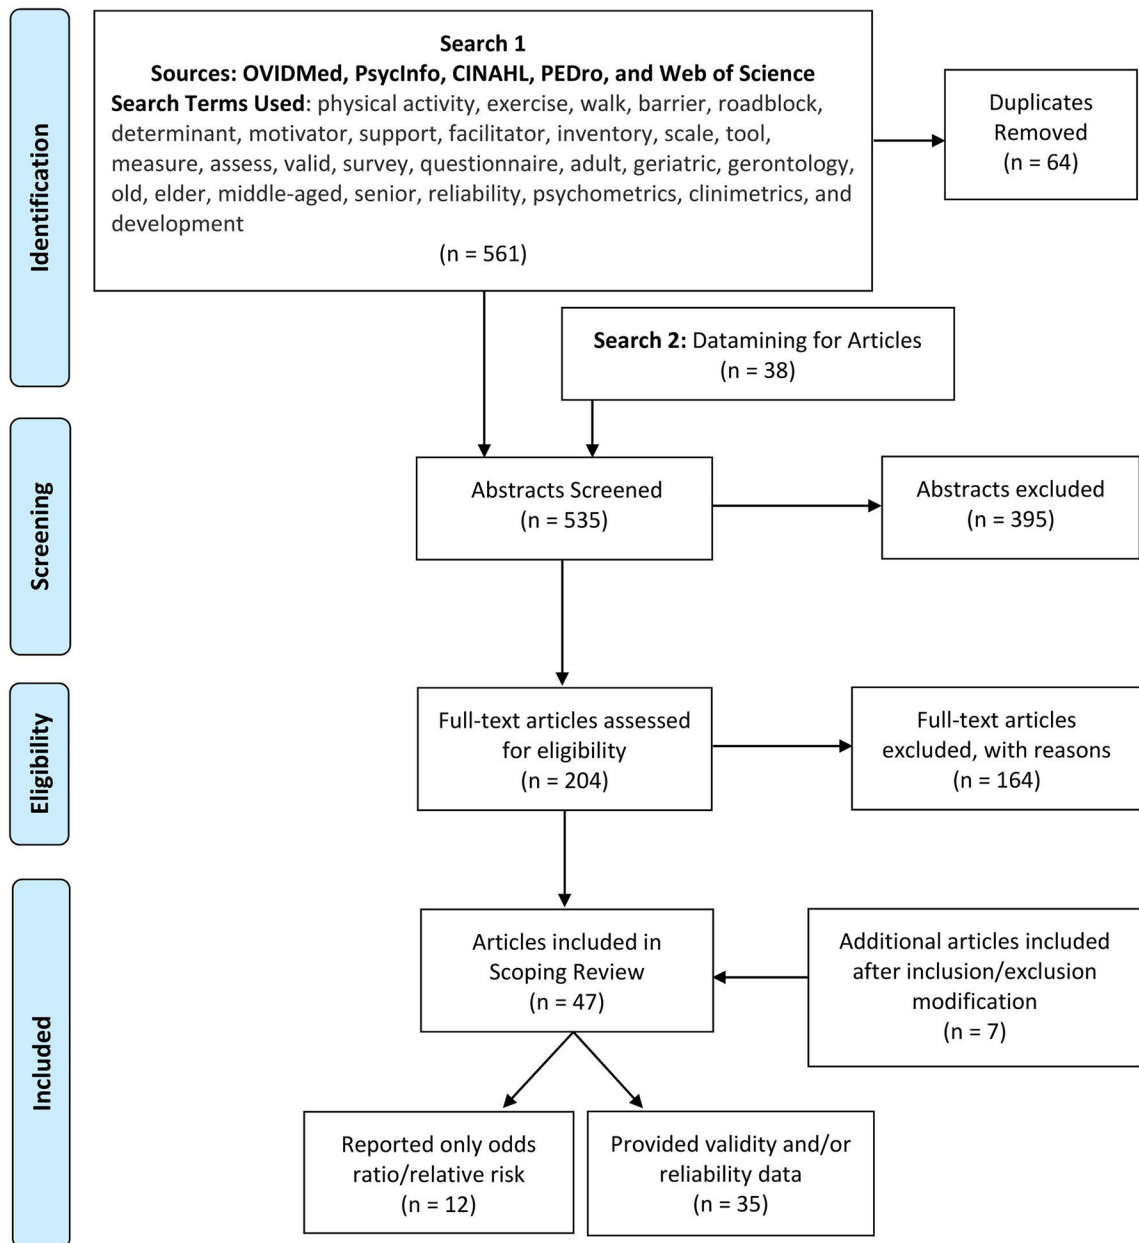 Identification
Search 1
Sources: OVIDMed, PsycInfo, CINAHL, PEDro, and Web of Science
Search Terms Used: physical activity, exercise, walk, barrier, roadblock,
determinant, motivator, support, facilitator, inventory, scale, tool,
measure, assess, valid, survey, questionnaire, adult, geriatric, gerontology,
old, elder, middle-aged, senior, reliability, psychometrics, clinimetrics, and
development
(n = 561)
Duplicates
Removed
(n = 64)
Search 2: Datamining for Articles
(n = 38)
Screening
Abstracts Screened
(n = 535)
Abstracts excluded
(n = 395)
Eligibility
Full-text articles assessed
for eligibility
(n = 204)
Full-text articles
excluded, with reasons
(n = 164)
Included
Articles included in
Scoping Review
(n = 47)
Additional articles included
after inclusion/exclusion
modification
(n = 7)
Reported only odds
ratio/relative risk
(n = 12)
Provided validity and/or
reliability data
(n = 35)